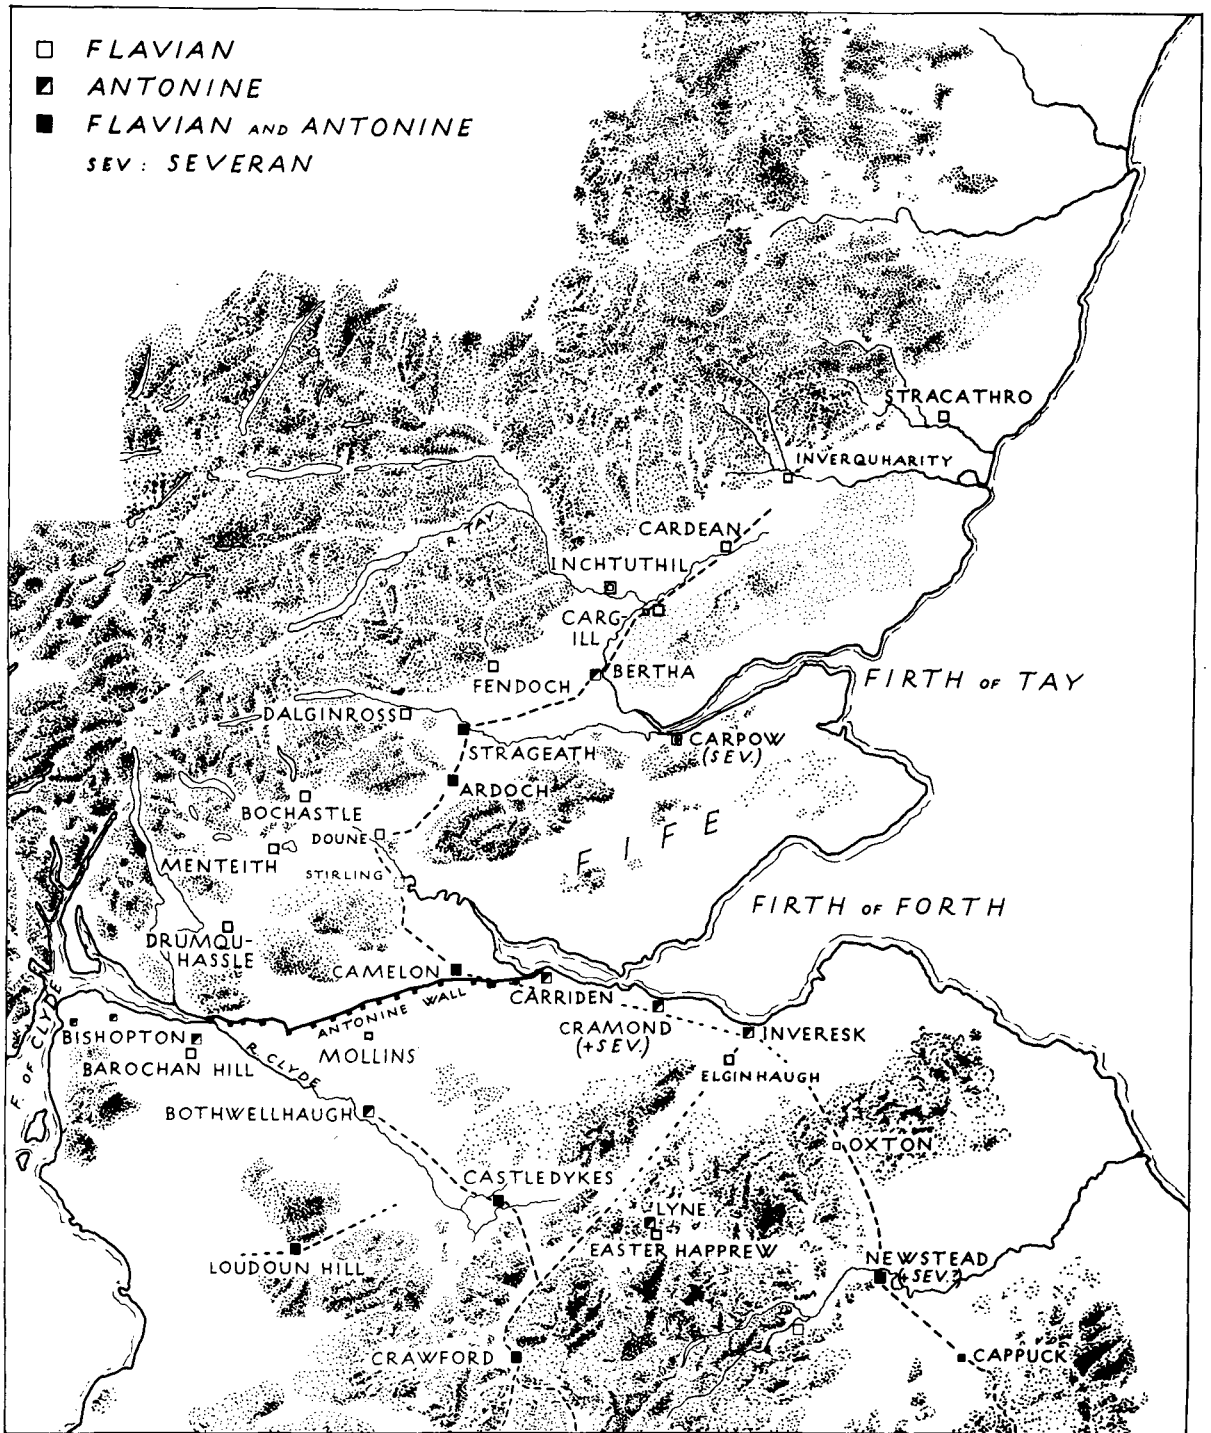 FLAVIAN
ANTONINE
FLAVIAN AND ANTONINE
SEV: SEVERAN
STRACATHRO
INVERQUHARITY
R. TAY
CARDEAN
INCHTUTHIL
CARG-
ILL
BERTHA
FENDOCH
FIRTH OF TAY
DALGINROSS
STRAGEATH
CARPOW
(SEV.)
ARDOCH
BOCHASTLE
DOUNE
FIFE
MENTEITH
STIRLING
FIRTH OF FORTH
DRUMQU-
HASSLE
CAMELON
ANTONINE WALL
CARRIDEN
F. OF CLYDE
CRAMOND
(+SEV.)
INVERESK
BISHOPTON
MOLLINS
BAROCHAN HILL
R. CLYDE
ELGINHAUGH
BOTHWELLHAUGH
OXTON
CASTLEDYKES
LYNE
EASTER HAPPREW
LOUDOUN HILL
NEWSTEAD
(+SEV.?)
CRAWFORD
CAPPUCK